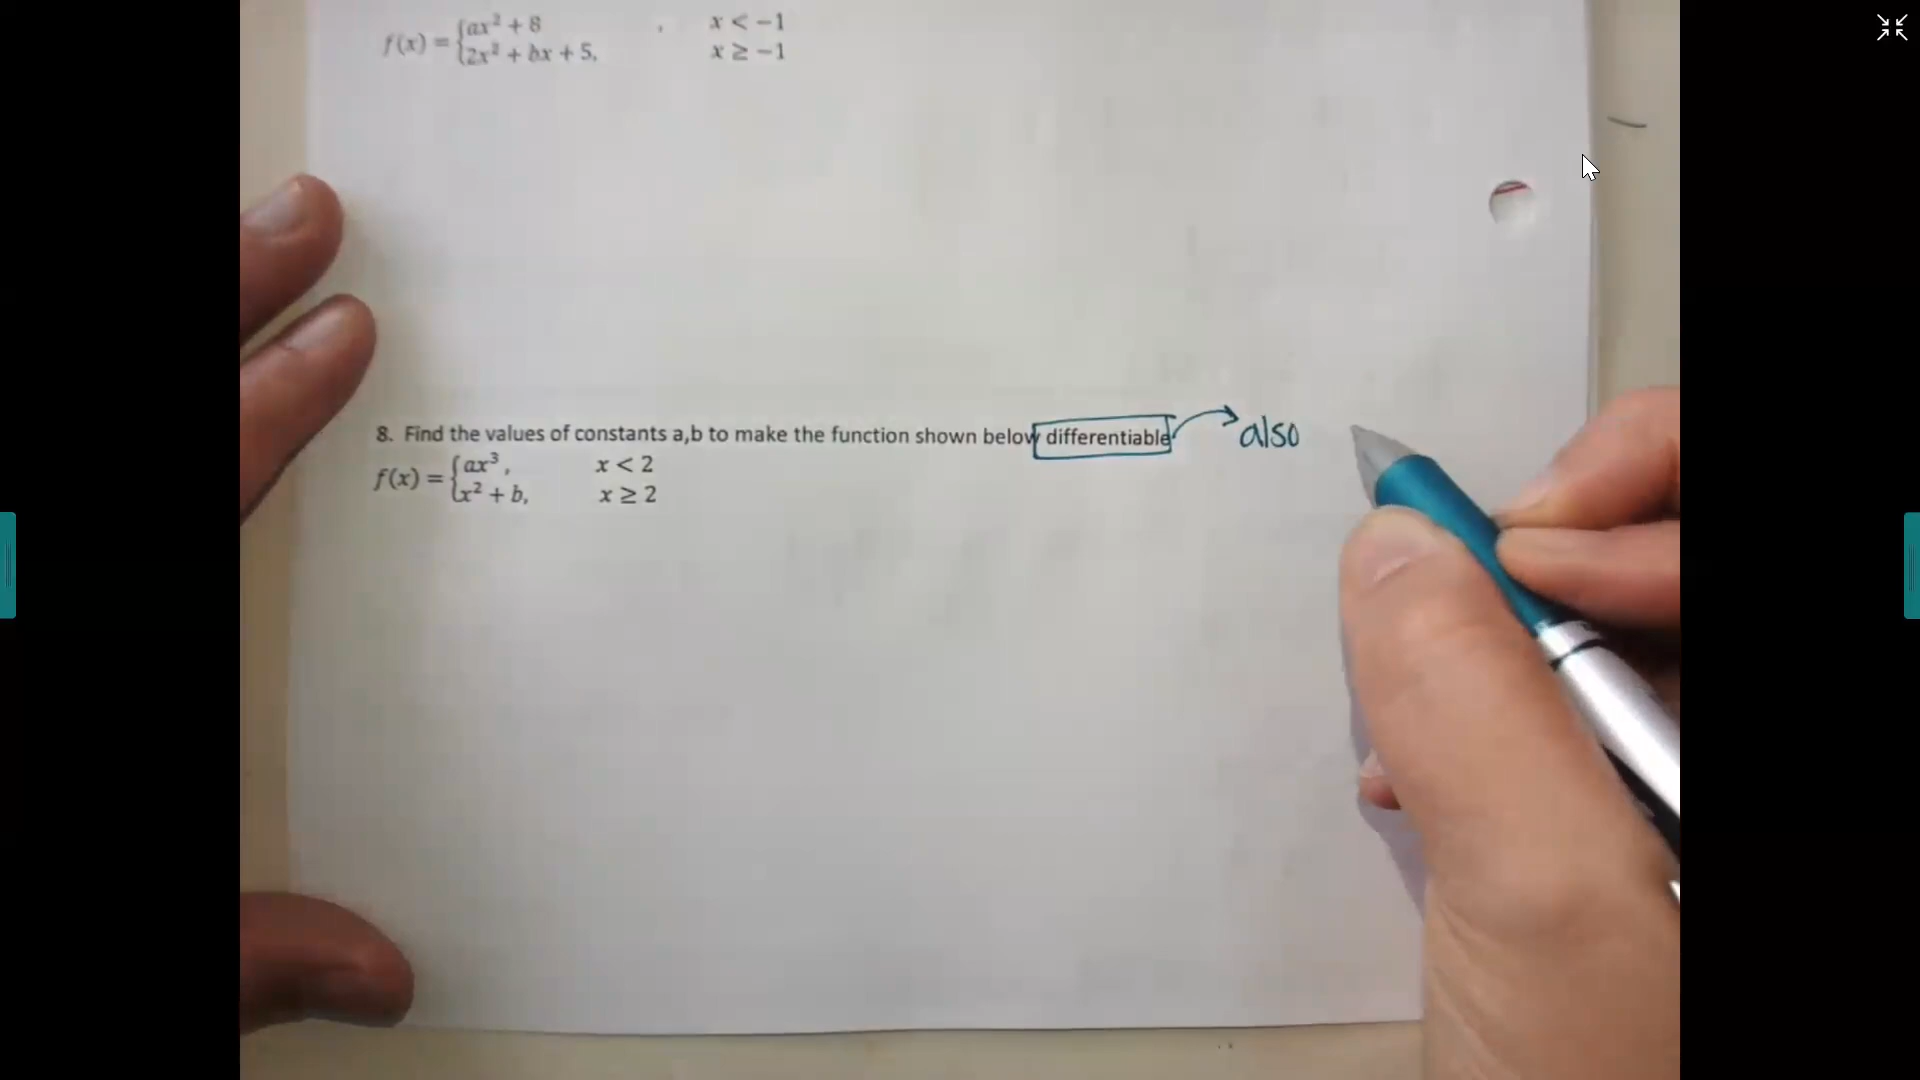 f(x) = {ax² + 8 , x < −1
2x² + bx + 5, x ≥ −1
8. Find the values of constants a,b to make the function shown below differentiable also
f(x) = {ax³, x < 2
x² + b, x ≥ 2